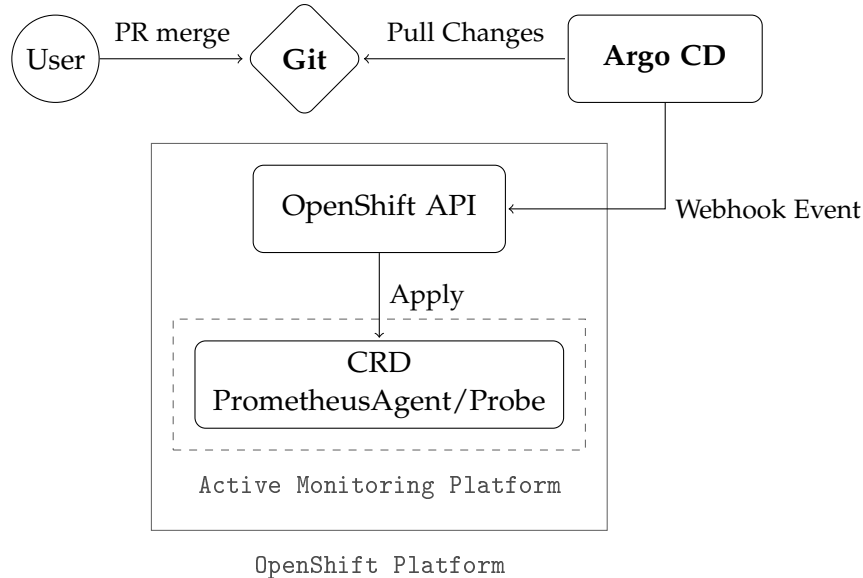 User
PR merge
Git
Pull Changes
Argo CD
OpenShift API
Webhook Event
Apply
CRD
PrometheusAgent/Probe
Active Monitoring Platform
OpenShift Platform